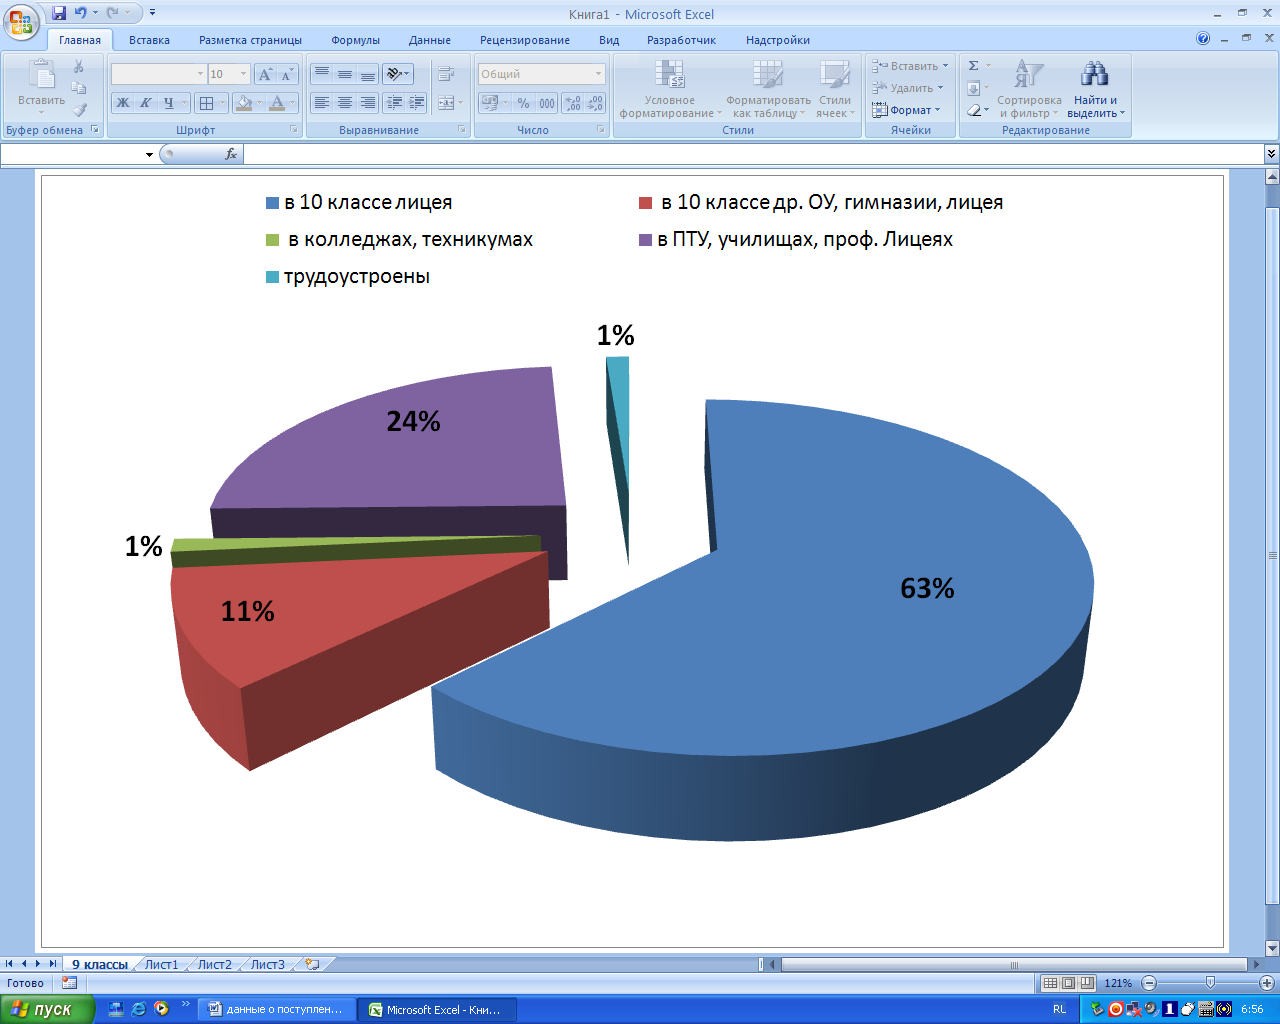 Книга1 - Microsoft Excel
Главная Вставка Разметка страницы Формулы Данные Рецензирование Вид Разработчик Надстройки
Вставить
Буфер обмена
10
Ж К Ч
Шрифт
Выравнивание
Общий
% 000
Число
Условное форматирование
Форматировать как таблицу
Стили ячеек
Стили
Вставить
Удалить
Формат
Ячейки
Сортировка и фильтр
Найти и выделить
Редактирование
fx
в 10 классе лицея
в 10 классе др. ОУ, гимназии, лицея
в колледжах, техникумах
в ПТУ, училищах, проф. Лицеях
трудоустроены
1%
24%
1%
11%
63%
9 классы Лист1 Лист2 Лист3
Готово
121%
пуск
данные о поступлен...
Microsoft Excel - Кни...
RL
6:56